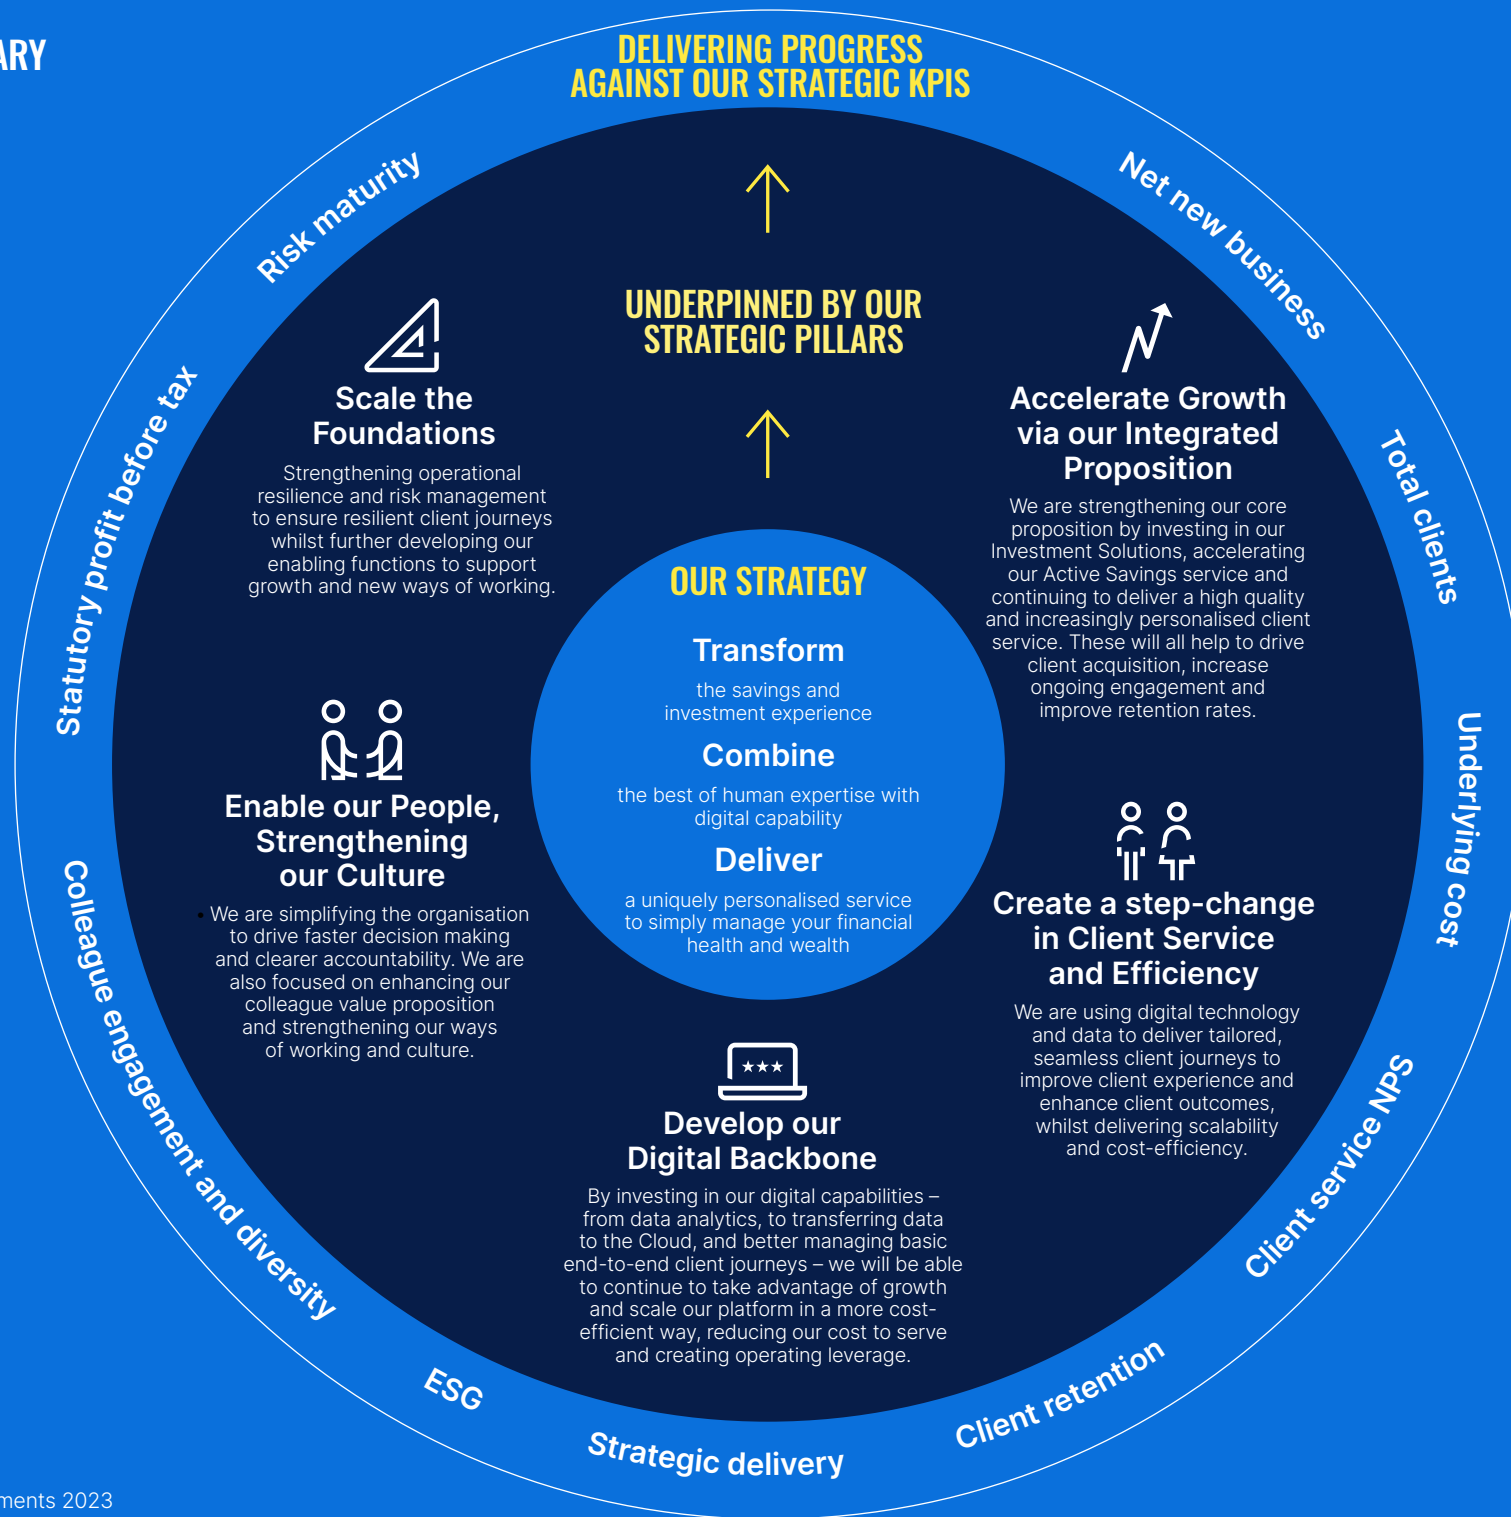 ARY
DELIVERING PROGRESS
AGAINST OUR STRATEGIC KPIS
Risk maturity
Net new business
Total clients
Underlying cost
Client service NPS
Client retention
Strategic delivery
ESG
Colleague engagement and diversity
Statutory profit before tax
UNDERPINNED BY OUR
STRATEGIC PILLARS
Scale the
Foundations
Strengthening operational
resilience and risk management
to ensure resilient client journeys
whilst further developing our
enabling functions to support
growth and new ways of working.
Accelerate Growth
via our Integrated
Proposition
We are strengthening our core
proposition by investing in our
Investment Solutions, accelerating
our Active Savings service and
continuing to deliver a high quality
and increasingly personalised client
service. These will all help to drive
client acquisition, increase
ongoing engagement and
improve retention rates.
OUR STRATEGY
Transform
the savings and
investment experience
Combine
the best of human expertise with
digital capability
Deliver
a uniquely personalised service
to simply manage your financial
health and wealth
Enable our People,
Strengthening
our Culture
• We are simplifying the organisation
to drive faster decision making
and clearer accountability. We are
also focused on enhancing our
colleague value proposition
and strengthening our ways
of working and culture.
Create a step-change
in Client Service
and Efficiency
We are using digital technology
and data to deliver tailored,
seamless client journeys to
improve client experience and
enhance client outcomes,
whilst delivering scalability
and cost-efficiency.
Develop our
Digital Backbone
By investing in our digital capabilities –
from data analytics, to transferring data
to the Cloud, and better managing basic
end-to-end client journeys – we will be able
to continue to take advantage of growth
and scale our platform in a more cost-
efficient way, reducing our cost to serve
and creating operating leverage.
ments 2023